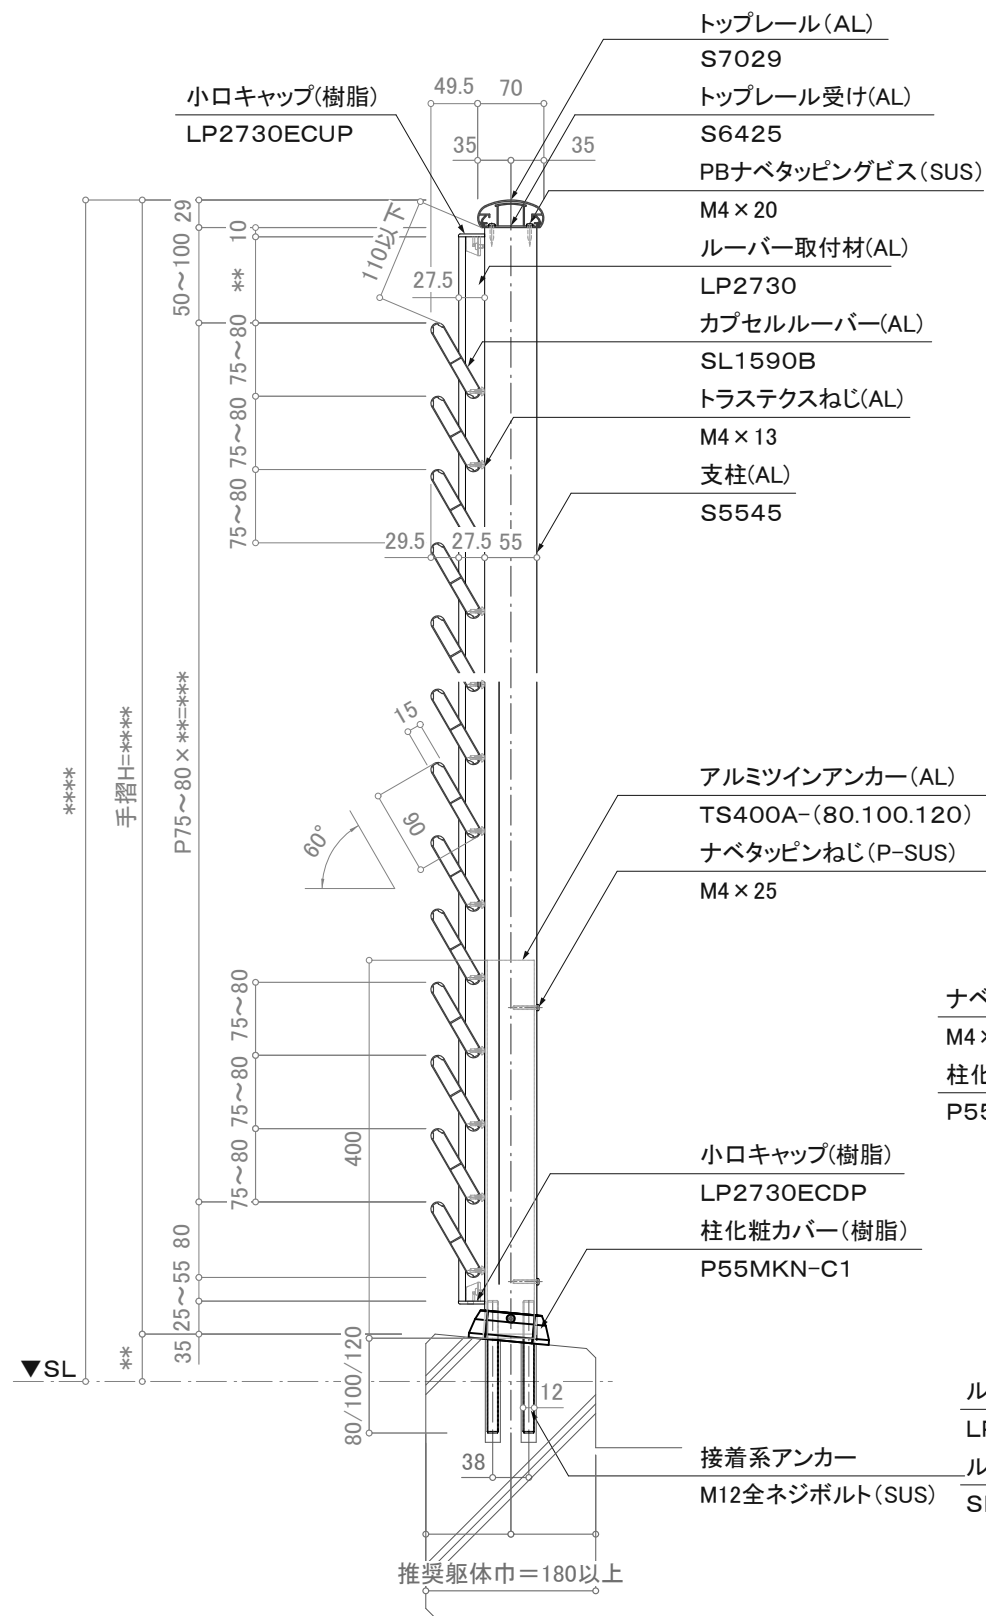 トップレール(AL)
S7029
小口キャップ(樹脂)
LP2730ECUP
49.5
70
35
35
トップレール受け(AL)
S6425
PBナベタッピングビス(SUS)
M4×20
ルーバー取付材(AL)
LP2730
カプセルルーバー(AL)
SL1590B
トラステクスねじ(AL)
M4×13
支柱(AL)
S5545
29
10
50～100
**
110以下
27.5
75～80
75～80
75～80
29.5
27.5
55
****
手摺H=****
P75～80×**=****
15
90
60°
アルミツインアンカー(AL)
TS400A-(80.100.120)
ナベタッピンねじ(P-SUS)
M4×25
75～80
75～80
75～80
400
80
25～55
35
**
80/100/120
▼SL
小口キャップ(樹脂)
LP2730ECDP
柱化粧カバー(樹脂)
P55MKN-C1
12
38
接着系アンカー
M12全ネジボルト(SUS)
推奨躯体巾=180以上
ナベ
M4×
柱化
P55
ル
LP
ル
SL